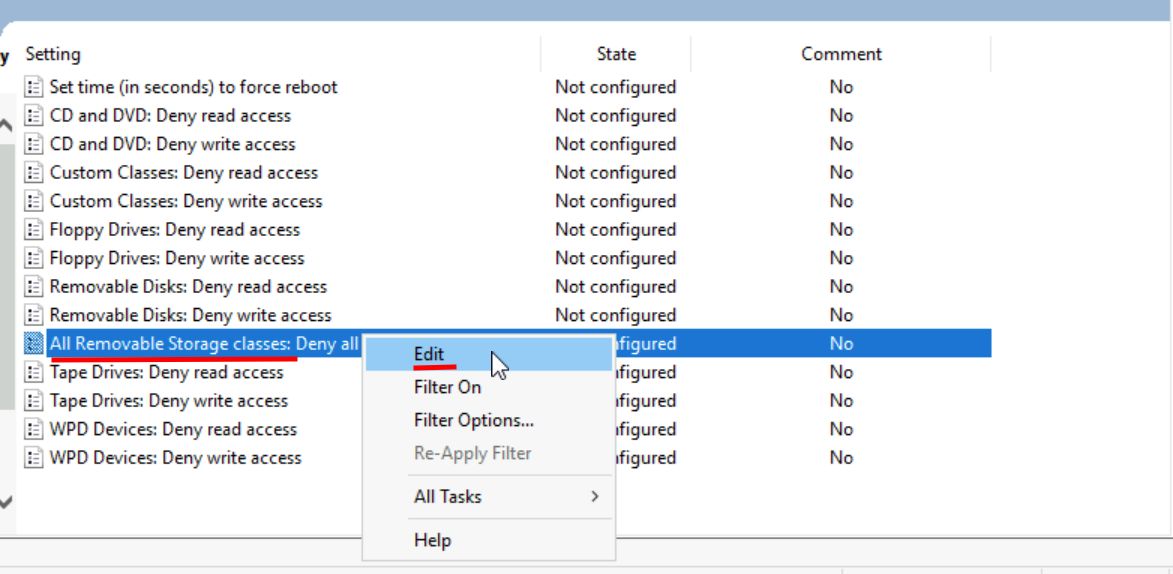 y Setting State Comment
Set time (in seconds) to force reboot Not configured No
CD and DVD: Deny read access Not configured No
CD and DVD: Deny write access Not configured No
Custom Classes: Deny read access Not configured No
Custom Classes: Deny write access Not configured No
Floppy Drives: Deny read access Not configured No
Floppy Drives: Deny write access Not configured No
Removable Disks: Deny read access Not configured No
Removable Disks: Deny write access Not configured No
All Removable Storage classes: Deny all figured No
Tape Drives: Deny read access figured No
Tape Drives: Deny write access figured No
WPD Devices: Deny read access figured No
WPD Devices: Deny write access figured No
Edit
Filter On
Filter Options...
Re-Apply Filter
All Tasks
Help